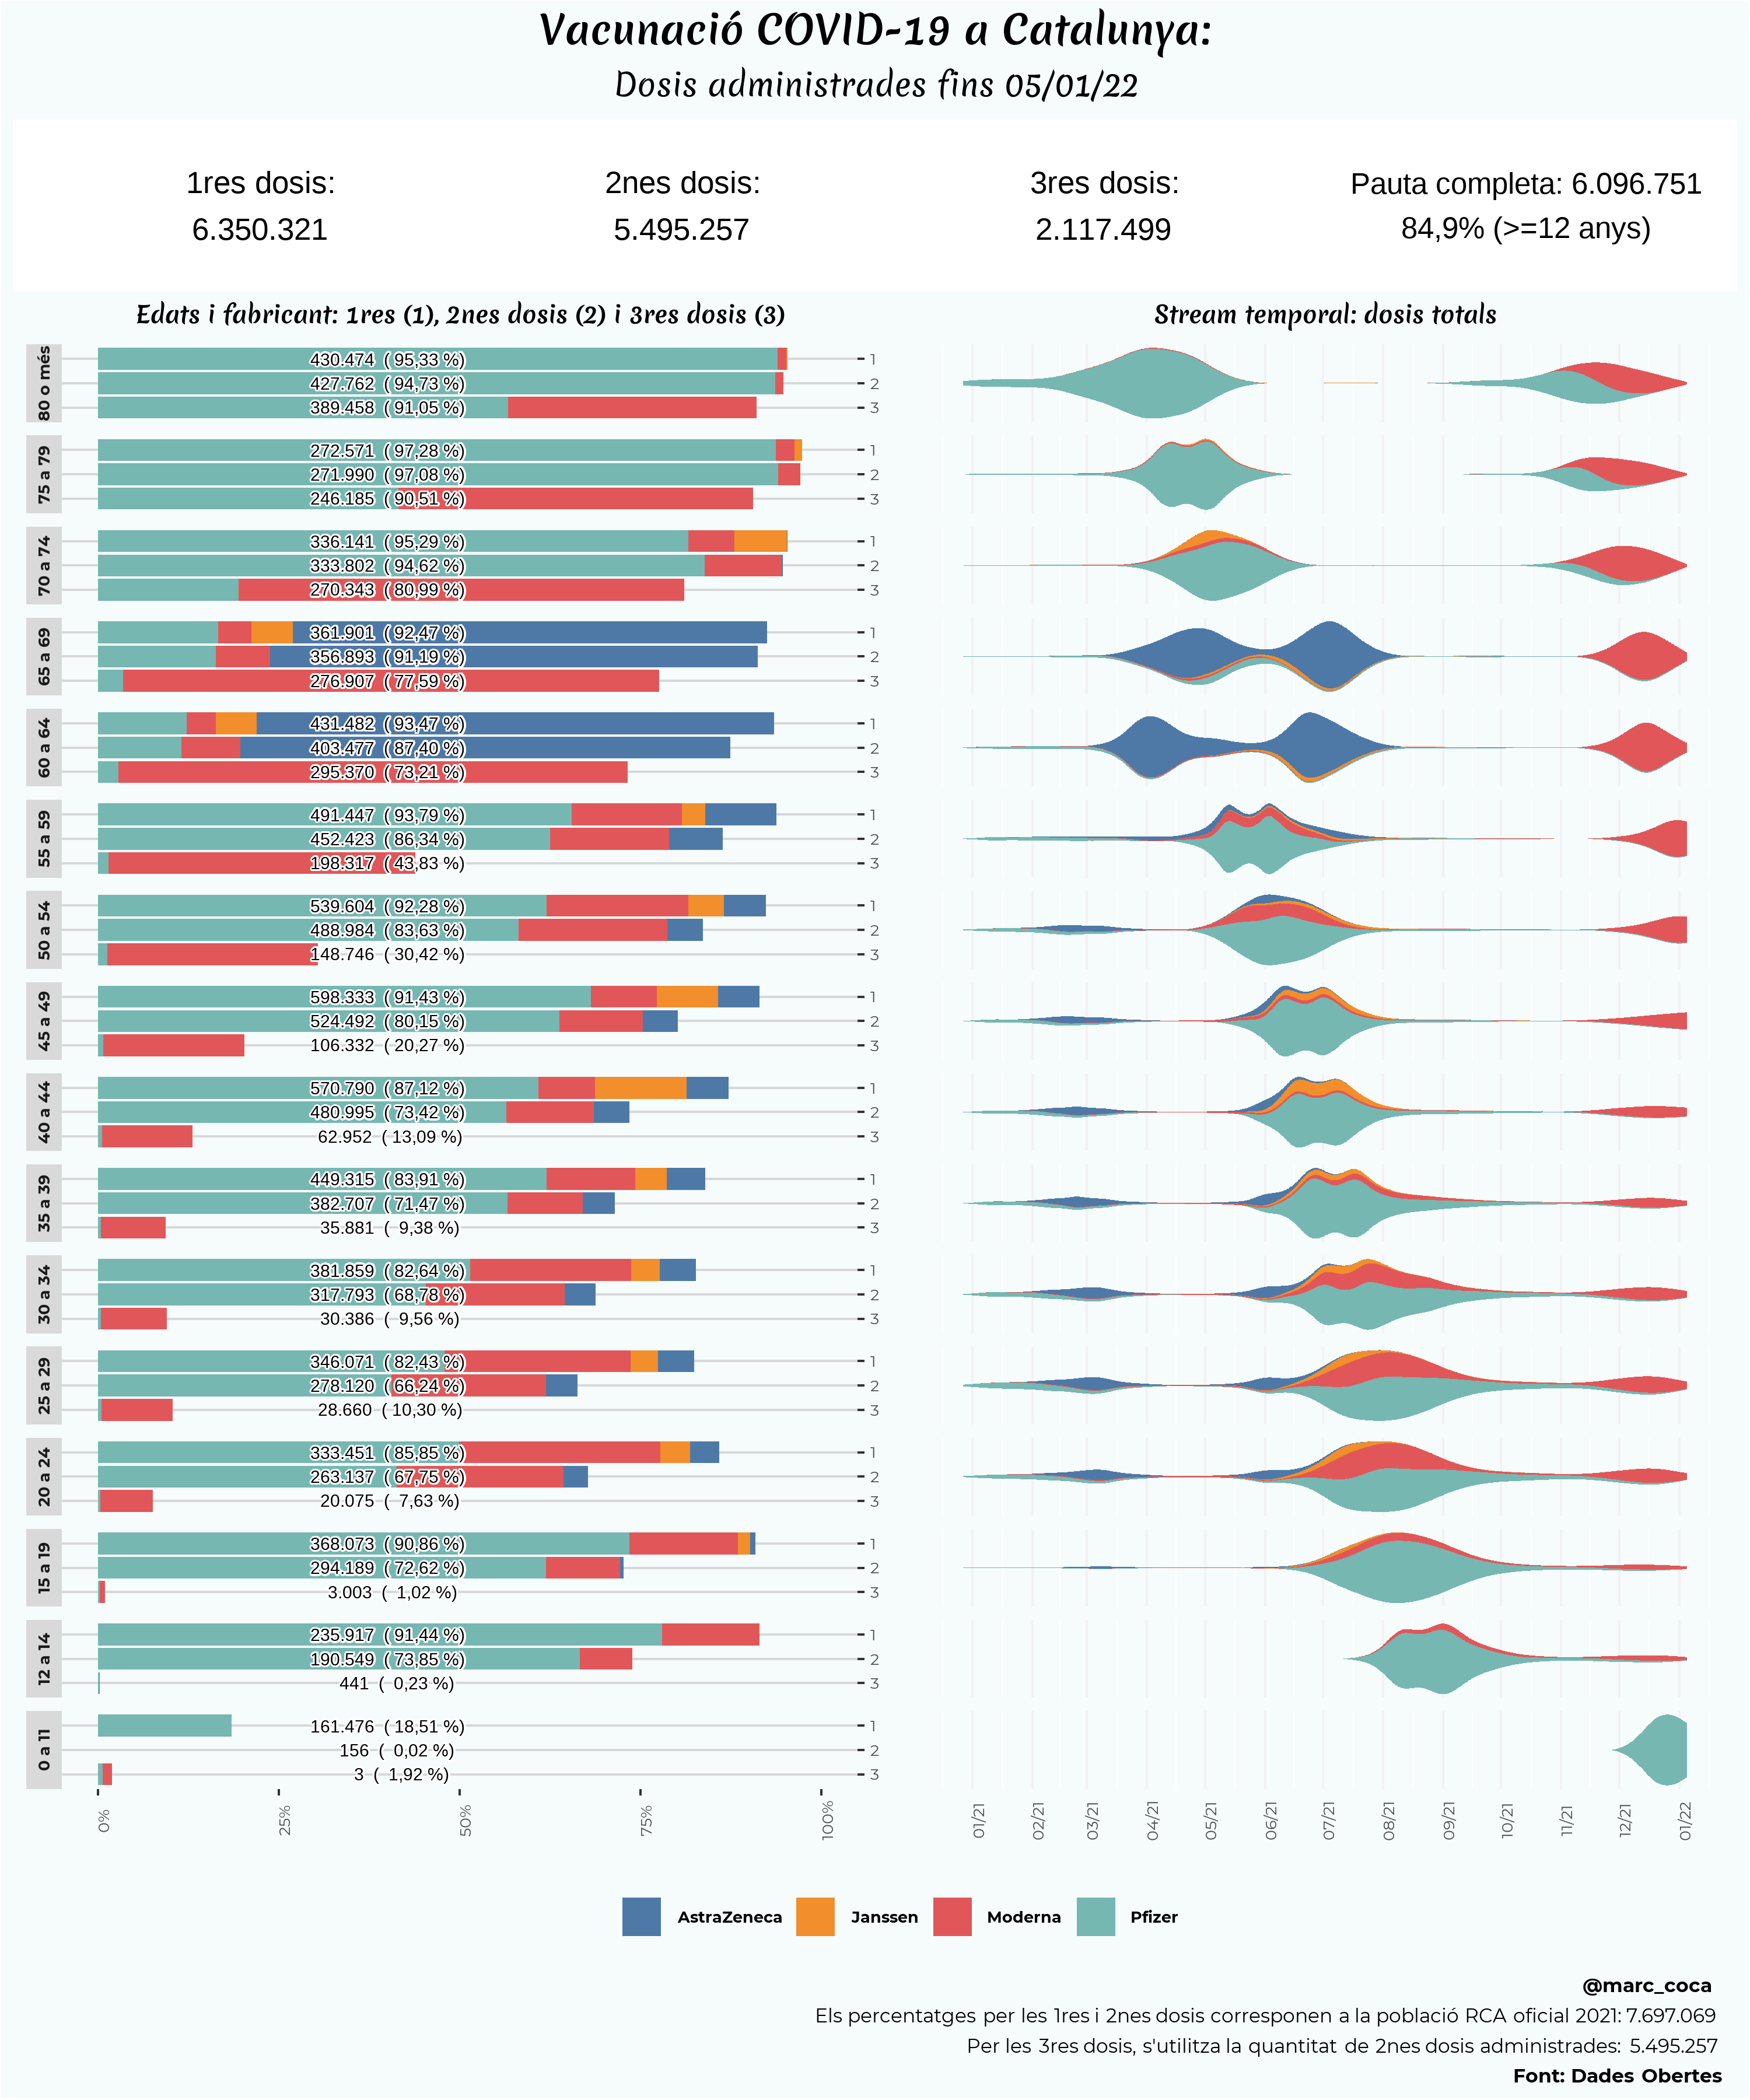 Vacunació COVID-19 a Catalunya:
Dosis administrades fins 05/01/22
1res dosis:
6.350.321
2nes dosis:
5.495.257
3res dosis:
2.117.499
Pauta completa: 6.096.751
84,9% (>=12 anys)
Edats i fabricant: 1res (1), 2nes dosis (2) i 3res dosis (3)
Stream temporal: dosis totals
80 o més
430.474 ( 95,33 %) 1
427.762 ( 94,73 %) 2
389.458 ( 91,05 %) 3
75 a 79
272.571 ( 97,28 %) 1
271.990 ( 97,08 %) 2
246.185 ( 90,51 %) 3
70 a 74
336.141 ( 95,29 %) 1
333.802 ( 94,62 %) 2
270.343 ( 80,99 %) 3
65 a 69
361.901 ( 92,47 %) 1
356.893 ( 91,19 %) 2
276.907 ( 77,59 %) 3
60 a 64
431.482 ( 93,47 %) 1
403.477 ( 87,40 %) 2
295.370 ( 73,21 %) 3
55 a 59
491.447 ( 93,79 %) 1
452.423 ( 86,34 %) 2
198.317 ( 43,83 %) 3
50 a 54
539.604 ( 92,28 %) 1
488.984 ( 83,63 %) 2
148.746 ( 30,42 %) 3
45 a 49
598.333 ( 91,43 %) 1
524.492 ( 80,15 %) 2
106.332 ( 20,27 %) 3
40 a 44
570.790 ( 87,12 %) 1
480.995 ( 73,42 %) 2
62.952 ( 13,09 %) 3
35 a 39
449.315 ( 83,91 %) 1
382.707 ( 71,47 %) 2
35.881 ( 9,38 %) 3
30 a 34
381.859 ( 82,64 %) 1
317.793 ( 68,78 %) 2
30.386 ( 9,56 %) 3
25 a 29
346.071 ( 82,43 %) 1
278.120 ( 66,24 %) 2
28.660 ( 10,30 %) 3
20 a 24
333.451 ( 85,85 %) 1
263.137 ( 67,75 %) 2
20.075 ( 7,63 %) 3
15 a 19
368.073 ( 90,86 %) 1
294.189 ( 72,62 %) 2
3.003 ( 1,02 %) 3
12 a 14
235.917 ( 91,44 %) 1
190.549 ( 73,85 %) 2
441 ( 0,23 %) 3
0 a 11
161.476 ( 18,51 %) 1
156 ( 0,02 %) 2
3 ( 1,92 %) 3
0% 25% 50% 75% 100%
01/21 02/21 03/21 04/21 05/21 06/21 07/21 08/21 09/21 10/21 11/21 12/21 01/22
AstraZeneca Janssen Moderna Pfizer
@marc_coca
Els percentatges per les 1res i 2nes dosis corresponen a la població RCA oficial 2021: 7.697.069
Per les 3res dosis, s'utilitza la quantitat de 2nes dosis administrades: 5.495.257
Font: Dades Obertes